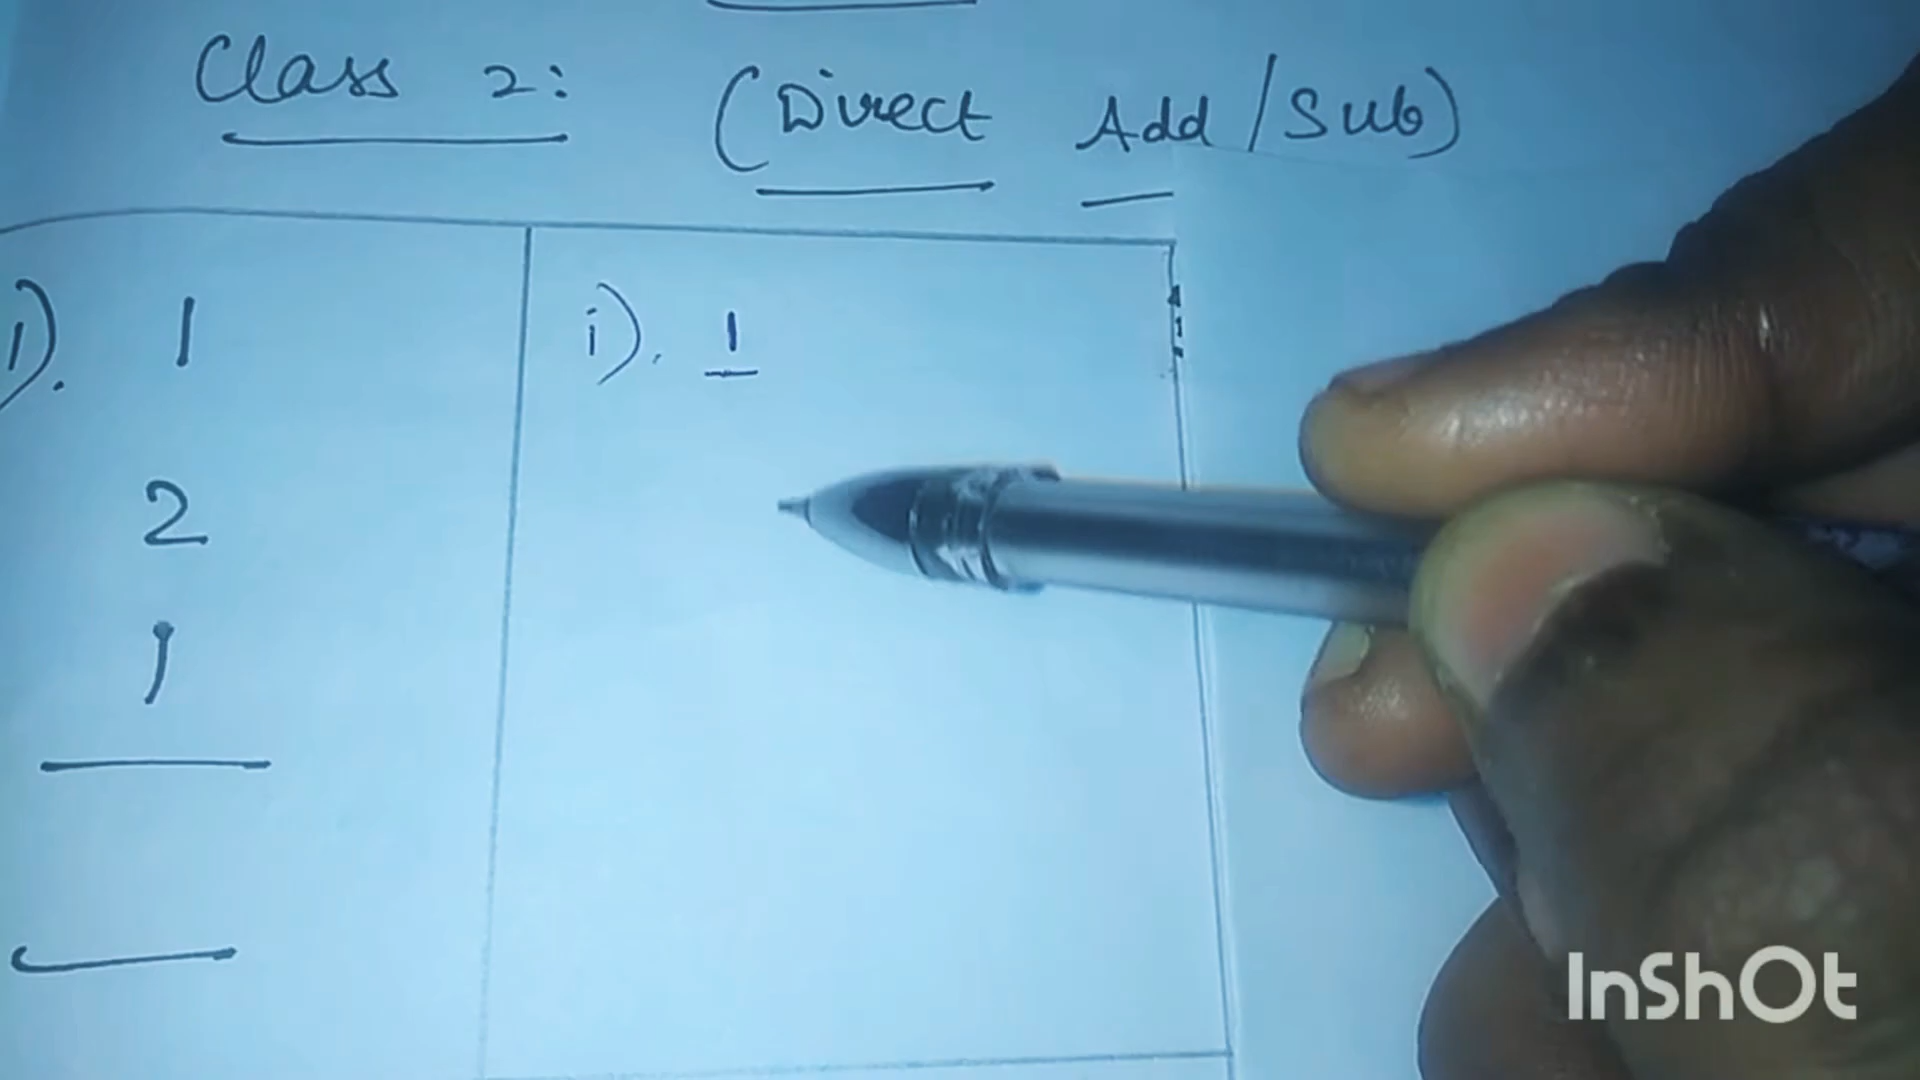 Class 2: (Direct Add/Sub)
1). 1
2
1
i). 1
InShOt